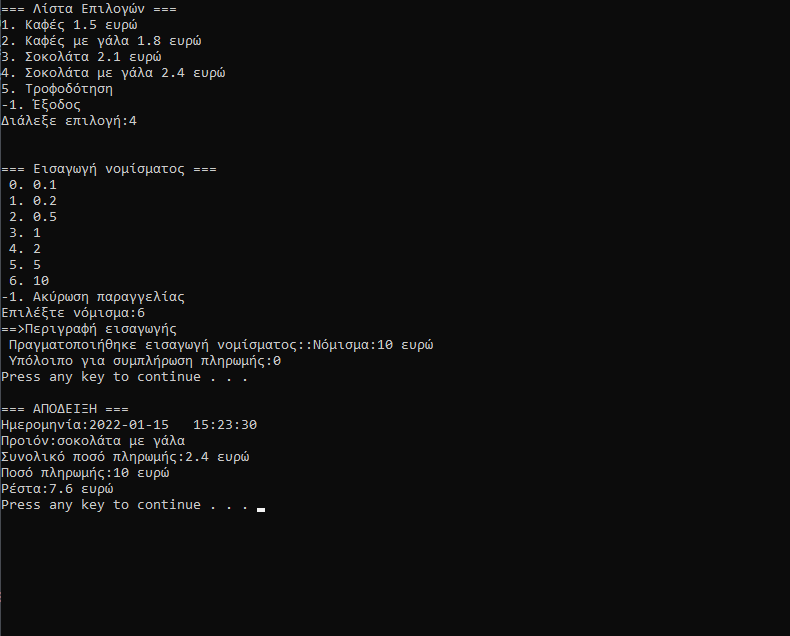 === Λίστα Επιλογών ===
1. Καφές 1.5 ευρώ
2. Καφές με γάλα 1.8 ευρώ
3. Σοκολάτα 2.1 ευρώ
4. Σοκολάτα με γάλα 2.4 ευρώ
5. Τροφοδότηση
-1. Έξοδος
Διάλεξε επιλογή:4
=== Εισαγωγή νομίσματος ===
0. 0.1
1. 0.2
2. 0.5
3. 1
4. 2
5. 5
6. 10
-1. Ακύρωση παραγγελίας
Επιλέξτε νόμισμα:6
==>Περιγραφή εισαγωγής
Πραγματοποιήθηκε εισαγωγή νομίσματος::Νόμισμα:10 ευρώ
Υπόλοιπο για συμπλήρωση πληρωμής:0
Press any key to continue . . .
=== ΑΠΟΔΕΙΞΗ ===
Ημερομηνία:2022-01-15   15:23:30
Προιόν:σοκολάτα με γάλα
Συνολικό ποσό πληρωμής:2.4 ευρώ
Ποσό πληρωμής:10 ευρώ
Ρέστα:7.6 ευρώ
Press any key to continue . . .